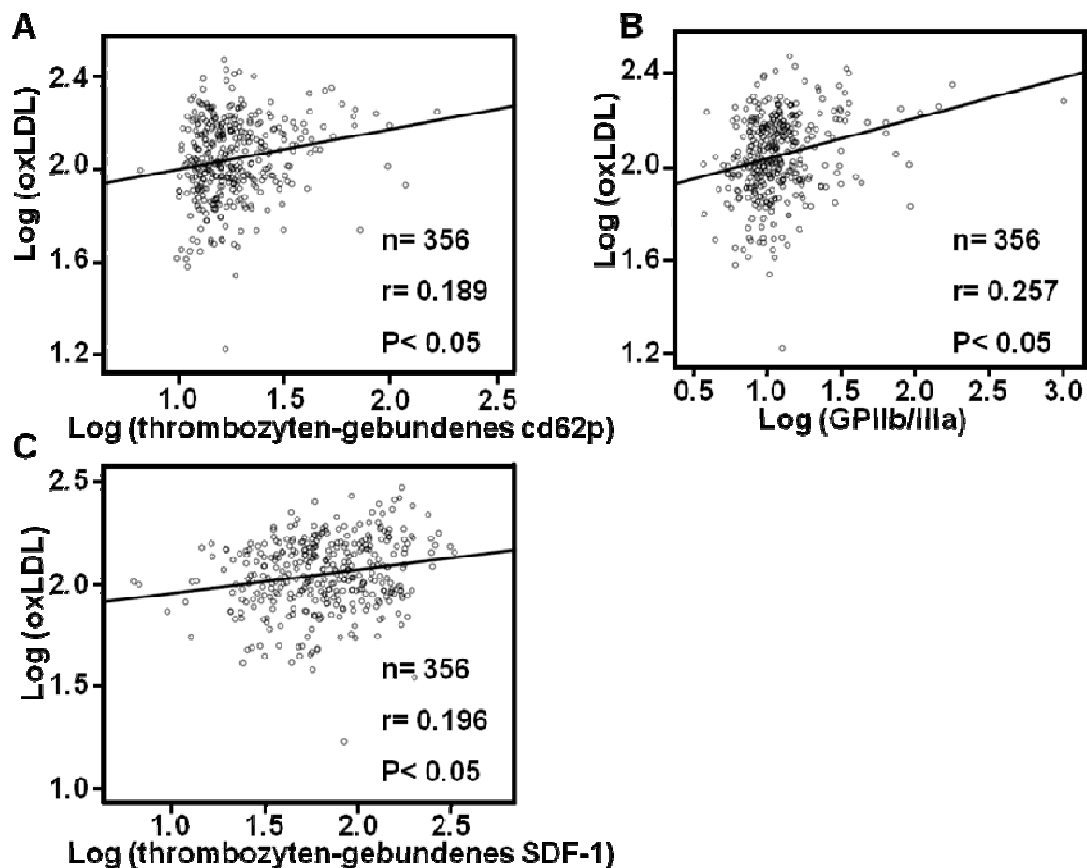 A
Log (oxLDL)
2.4
2.0
1.6
1.2
n= 356
r= 0.189
P< 0.05
1.0 1.5 2.0 2.5
Log (thrombozyten-gebundenes cd62p)
B
Log (oxLDL)
2.4
2.0
1.6
1.2
n= 356
r= 0.257
P< 0.05
0.5 1.0 1.5 2.0 2.5 3.0
Log (GPIIb/IIIa)
C
Log (oxLDL)
2.5
2.0
1.5
1.0
n= 356
r= 0.196
P< 0.05
1.0 1.5 2.0 2.5
Log (thrombozyten-gebundenes SDF-1)